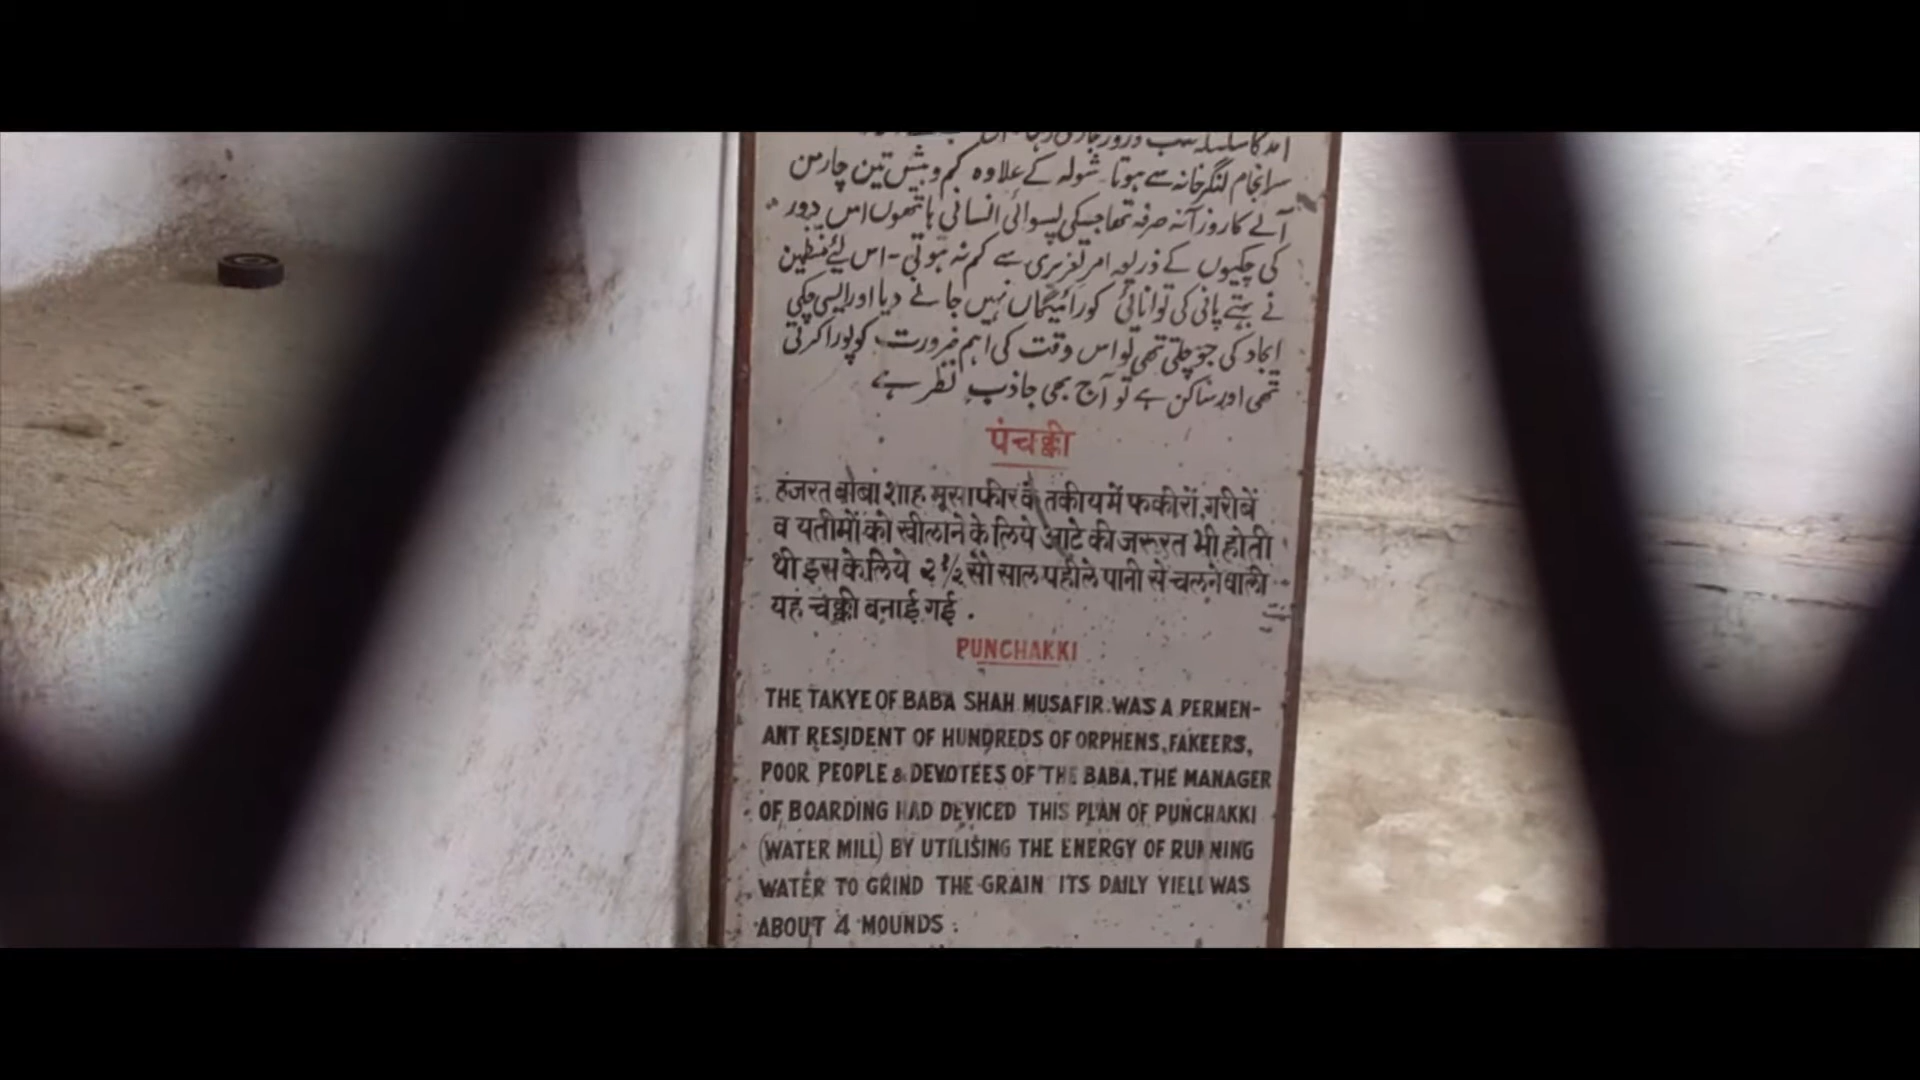 سرانجام لنگر خانہ سے ہوتا شولہ کے علاوہ کم و بیش تین چار من
آٹے کا روزآنہ صرفہ تھا جسکی پسوائی انسانی ہاتھوں اس دور
کی چکیوں کے ذریعہ امر تعزیری سے کم نہ ہوتی - اس لیئے منتظمین
نے بہتے پانی کی توانائی کو رائیگاں نہیں جانے دیا اور ایسی چکی
ایجاد کی جو چلتی تھی تو اس وقت کی اہم ضرورت کو پورا کرتی
تھی اور ساکن ہے تو آج بھی جاذب نظر ہے
पंचक्की
हजरत बाबा शाह मूसाफीर के तकीय में फकीरों, गरीबें
व यतीमों को खीलाने के लिये आटे की जरूरत भी होती
थी इस के लिये २ १/२ सौ साल पहीले पानी से चलने वाली
यह चक्की बनाई गई .
PUNCHAKKI
THE TAKYE OF BABA SHAH MUSAFIR WAS A PERMEN-
ANT RESIDENT OF HUNDREDS OF ORPHENS, FAKEERS,
POOR PEOPLE & DEVOTEES OF THE BABA, THE MANAGER
OF BOARDING HAD DEVICED THIS PLAN OF PUNCHAKKI
(WATER MILL) BY UTILISING THE ENERGY OF RUNNING
WATER TO GRIND THE GRAIN ITS DAILY YIELL WAS
ABOUT 4 MOUNDS :